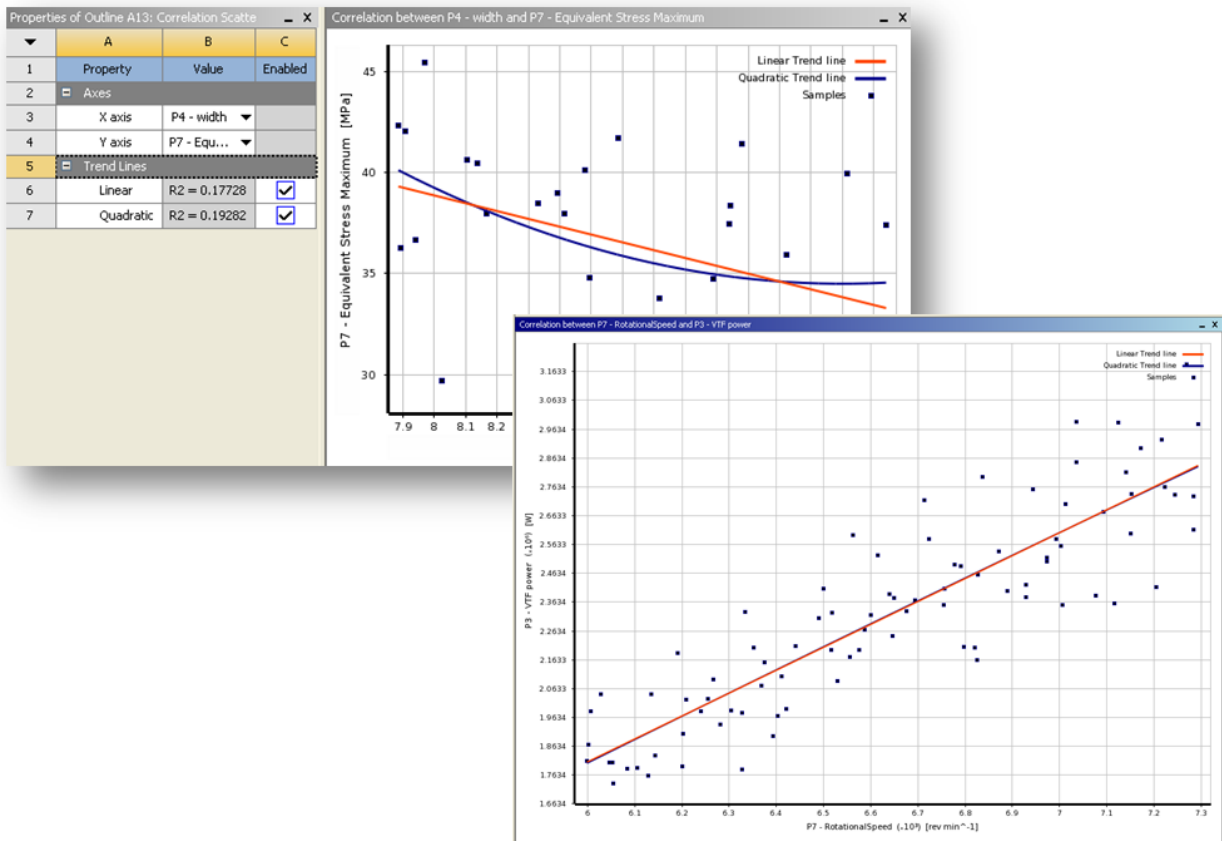 Properties of Outline A13: Correlation Scatte
A B C
1 Property Value Enabled
2 Axes
3 X axis P4 - width
4 Y axis P7 - Equ...
5 Trend Lines
6 Linear R2 = 0.17728
7 Quadratic R2 = 0.19282
Correlation between P4 - width and P7 - Equivalent Stress Maximum
Linear Trend line
Quadratic Trend line
Samples
P7 - Equivalent Stress Maximum [MPa]
45
40
35
30
7.9 8 8.1 8.2
Correlation between P7 - RotationalSpeed and P3 - VTF power
Linear Trend line
Quadratic Trend line
Samples
P3 - VTF power (.10⁶) [W]
3.1633
3.0633
2.9634
2.8634
2.7634
2.6633
2.5633
2.4634
2.3634
2.2634
2.1633
2.0633
1.9634
1.8634
1.7634
1.6634
6 6.1 6.2 6.3 6.4 6.5 6.6 6.7 6.8 6.9 7 7.1 7.2 7.3
P7 - RotationalSpeed (.10³) [rev min^-1]